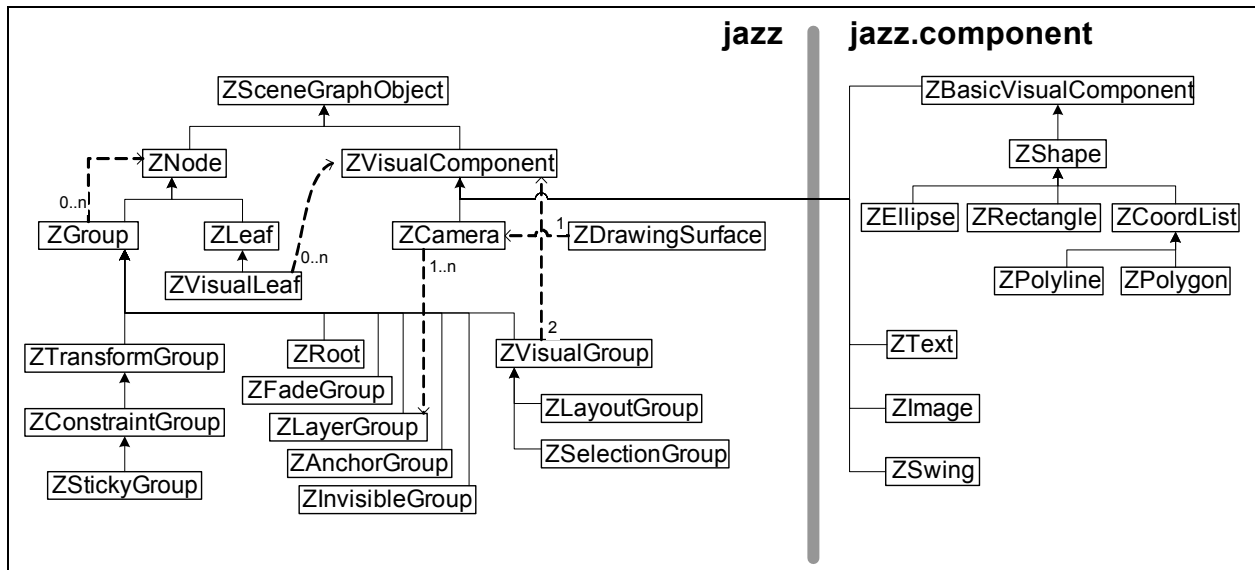 jazz
jazz.component
ZSceneGraphObject
ZBasicVisualComponent
ZNode
ZVisualComponent
ZShape
0..n
ZGroup
ZLeaf
ZCamera
1
ZDrawingSurface
ZEllipse
ZRectangle
ZCoordList
0..n
1..n
ZVisualLeaf
ZPolyline
ZPolygon
2
ZTransformGroup
ZRoot
ZVisualGroup
ZText
ZFadeGroup
ZConstraintGroup
ZLayerGroup
ZLayoutGroup
ZImage
ZAnchorGroup
ZSelectionGroup
ZStickyGroup
ZInvisibleGroup
ZSwing